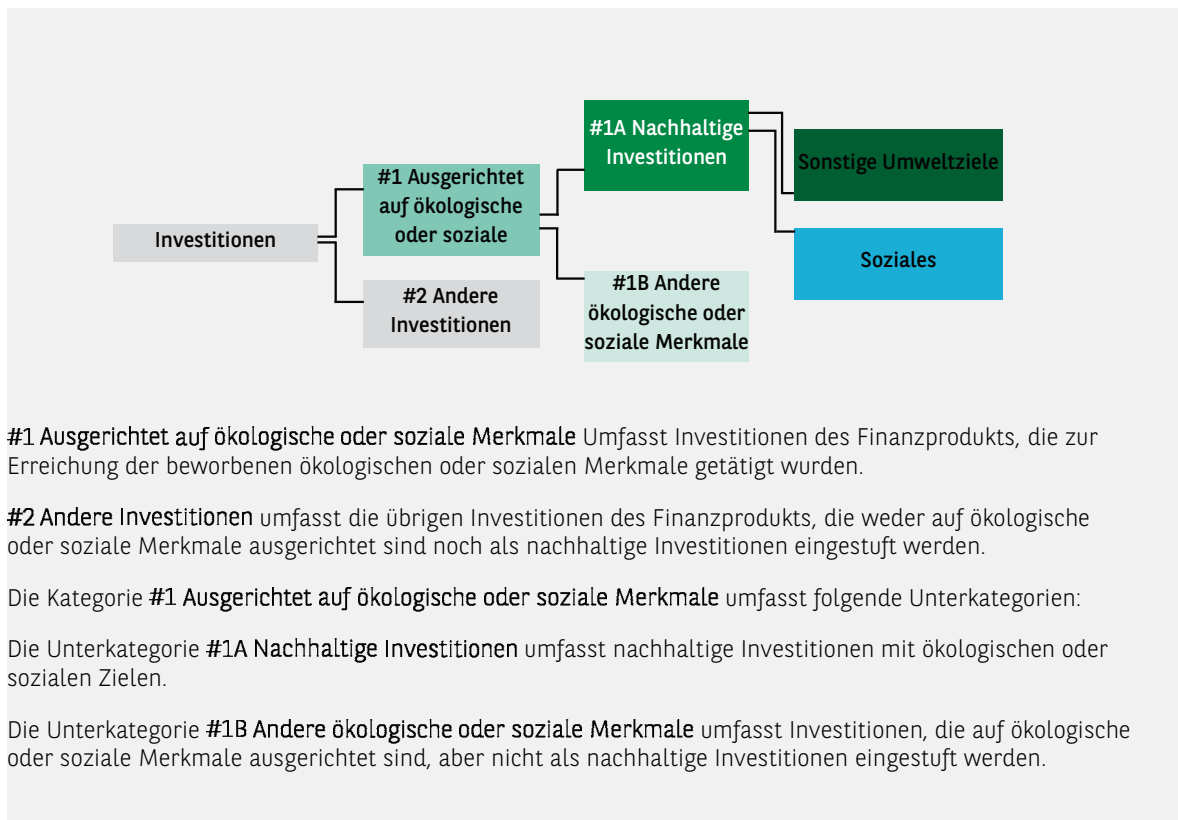 #1A Nachhaltige
Investitionen
Sonstige Umweltziele
#1 Ausgerichtet
auf ökologische
oder soziale
Investitionen
Soziales
#2 Andere
Investitionen
#1B Andere
ökologische oder
soziale Merkmale
#1 Ausgerichtet auf ökologische oder soziale Merkmale Umfasst Investitionen des Finanzprodukts, die zur
Erreichung der beworbenen ökologischen oder sozialen Merkmale getätigt wurden.
#2 Andere Investitionen umfasst die übrigen Investitionen des Finanzprodukts, die weder auf ökologische
oder soziale Merkmale ausgerichtet sind noch als nachhaltige Investitionen eingestuft werden.
Die Kategorie #1 Ausgerichtet auf ökologische oder soziale Merkmale umfasst folgende Unterkategorien:
Die Unterkategorie #1A Nachhaltige Investitionen umfasst nachhaltige Investitionen mit ökologischen oder
sozialen Zielen.
Die Unterkategorie #1B Andere ökologische oder soziale Merkmale umfasst Investitionen, die auf ökologische
oder soziale Merkmale ausgerichtet sind, aber nicht als nachhaltige Investitionen eingestuft werden.